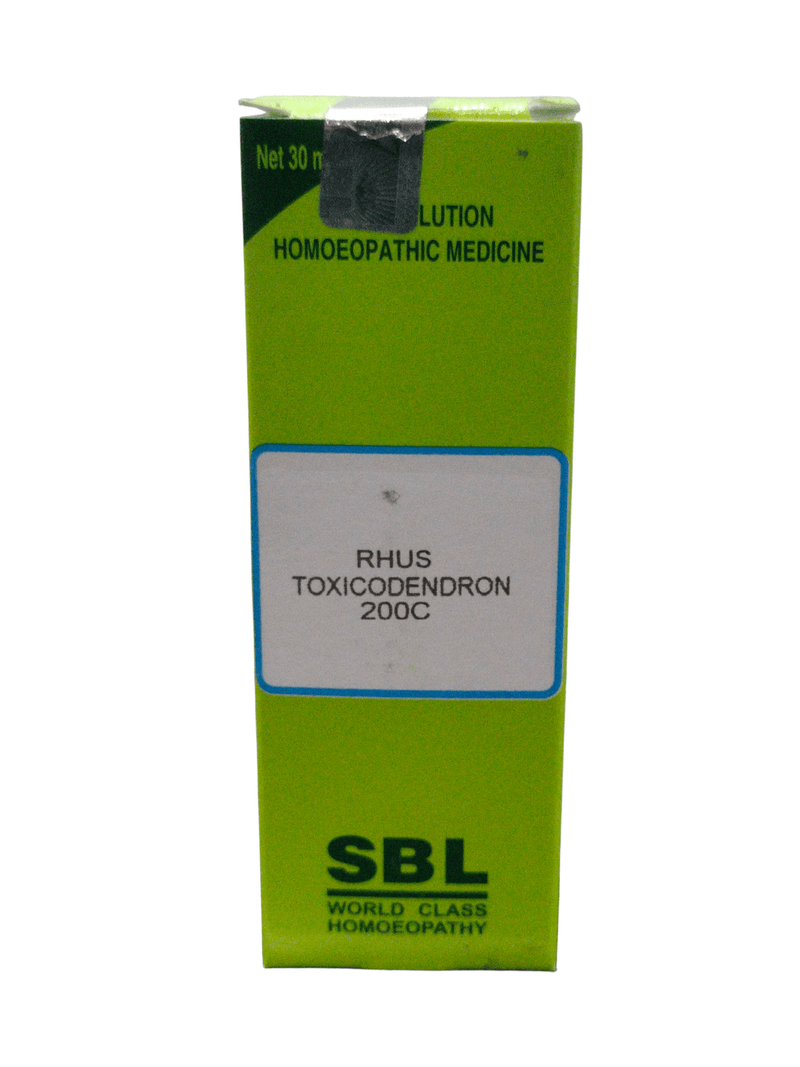 Net 30
LUTION
HOMOEOPATHIC MEDICINE
RHUS
TOXICODENDRON
200C
SBL
WORLD CLASS
HOMOEOPATHY